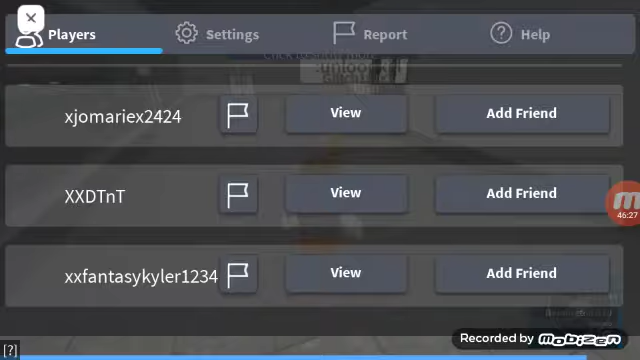 Players
Settings
Report
? Help
xjomariex2424 View Add Friend
XXDTnT View Add Friend
46:27
xxfantasykyler1234 View Add Friend
Recorded by MOBIZEN
[?]